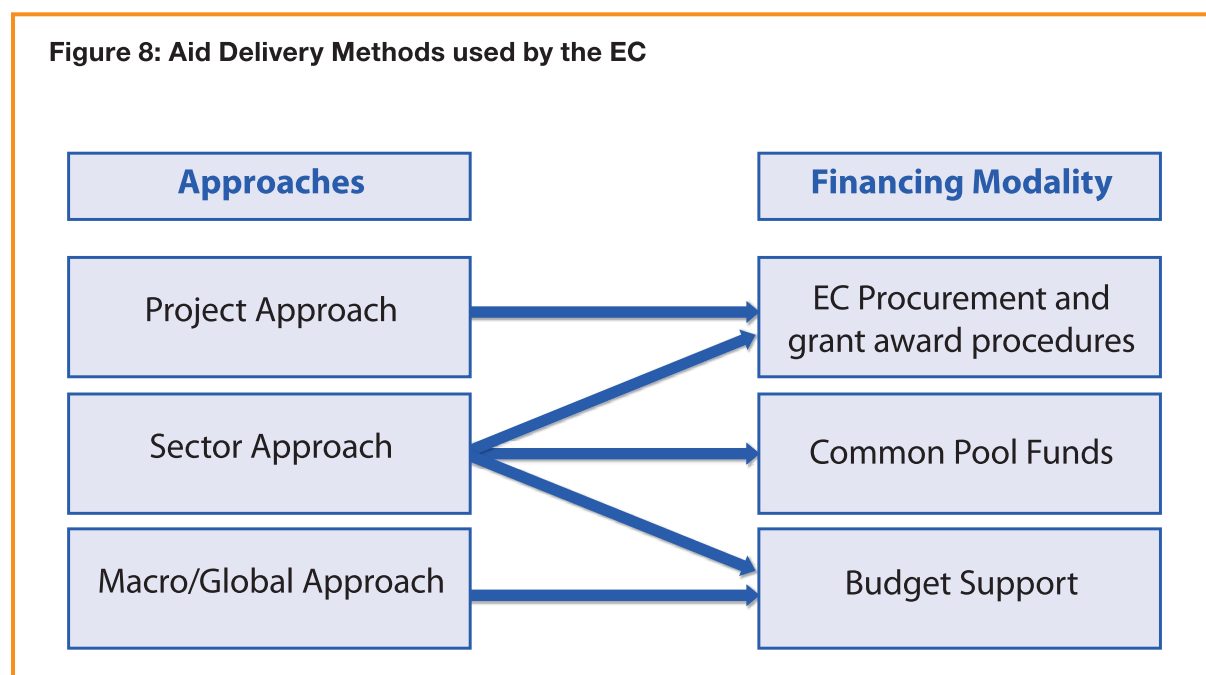 Figure 8: Aid Delivery Methods used by the EC
Approaches
Financing Modality
Project Approach
EC Procurement and
grant award procedures
Sector Approach
Common Pool Funds
Macro/Global Approach
Budget Support